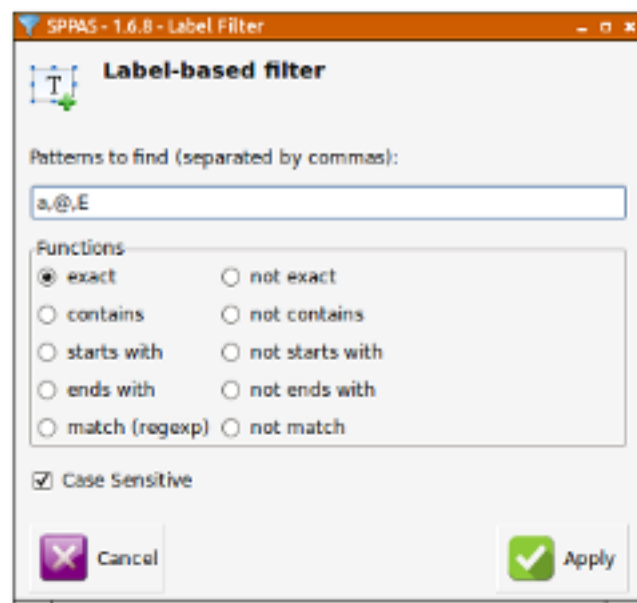 SPPAS - 1.6.8 - Label Filter
T
Label-based filter
Patterns to find (separated by commas):
a,@,E
Functions
exact not exact
contains not contains
starts with not starts with
ends with not ends with
match (regexp) not match
Case Sensitive
Cancel Apply